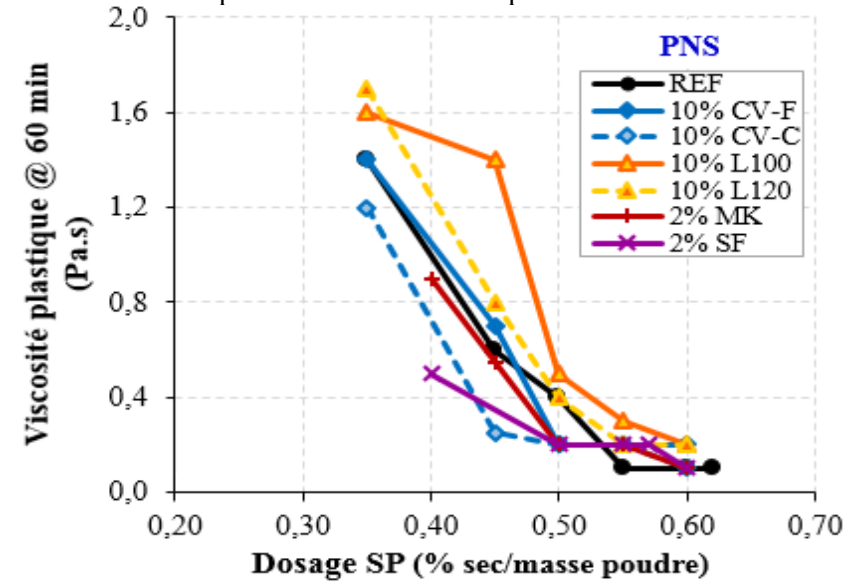 2,0
1,6
1,2
0,8
0,4
0,0
Viscosité plastique @ 60 min
(Pa.s)
PNS
REF
10% CV-F
10% CV-C
10% L100
10% L120
2% MK
2% SF
0,20 0,30 0,40 0,50 0,60 0,70
Dosage SP (% sec/masse poudre)